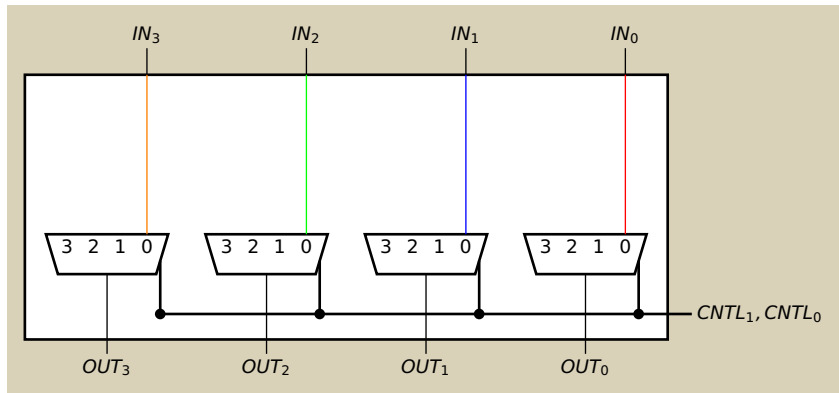 IN₃ IN₂ IN₁ IN₀
3 2 1 0 3 2 1 0 3 2 1 0 3 2 1 0
CNTL₁, CNTL₀
OUT₃ OUT₂ OUT₁ OUT₀